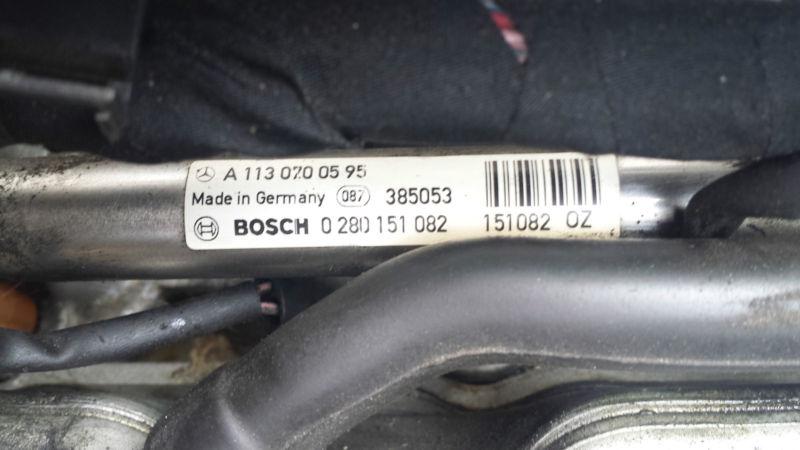 A 113 070 05 95
Made in Germany 087 385053
BOSCH 0 280 151 082 151082 OZ